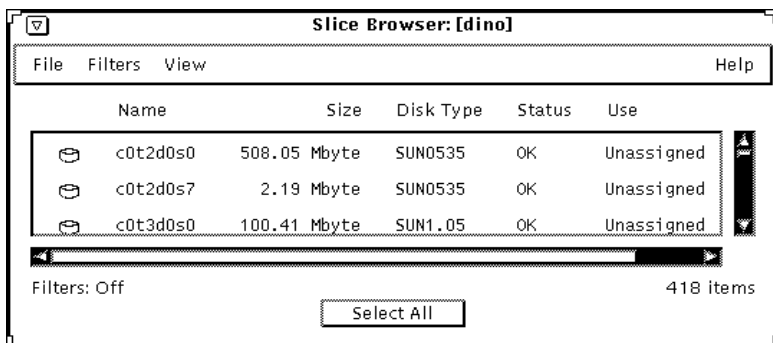 Slice Browser: [dino]
File Filters View Help
Name Size Disk Type Status Use
c0t2d0s0 508.05 Mbyte SUN0535 OK Unassigned
c0t2d0s7 2.19 Mbyte SUN0535 OK Unassigned
c0t3d0s0 100.41 Mbyte SUN1.05 OK Unassigned
Filters: Off 418 items
Select All